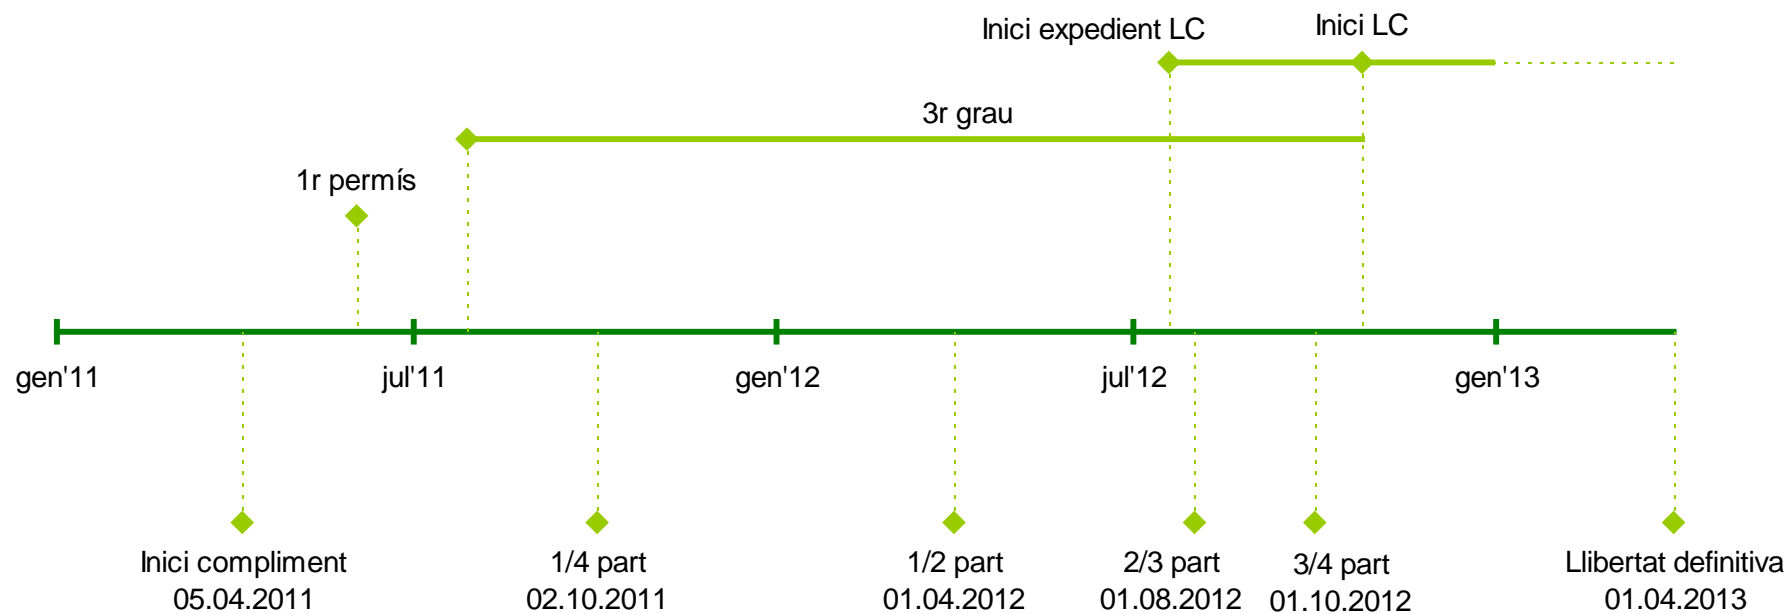 Inici expedient LC
Inici LC
3r grau
1r permís
gen'11
jul'11
gen'12
jul'12
gen'13
Inici compliment
05.04.2011
1/4 part
02.10.2011
1/2 part
01.04.2012
2/3 part
01.08.2012
3/4 part
01.10.2012
Llibertat definitiva
01.04.2013